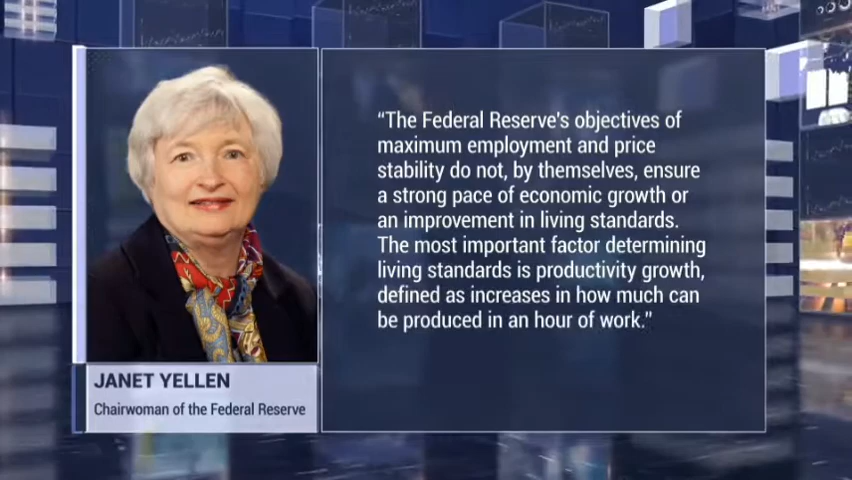 “The Federal Reserve's objectives of
maximum employment and price
stability do not, by themselves, ensure
a strong pace of economic growth or
an improvement in living standards.
The most important factor determining
living standards is productivity growth,
defined as increases in how much can
be produced in an hour of work.”
JANET YELLEN
Chairwoman of the Federal Reserve